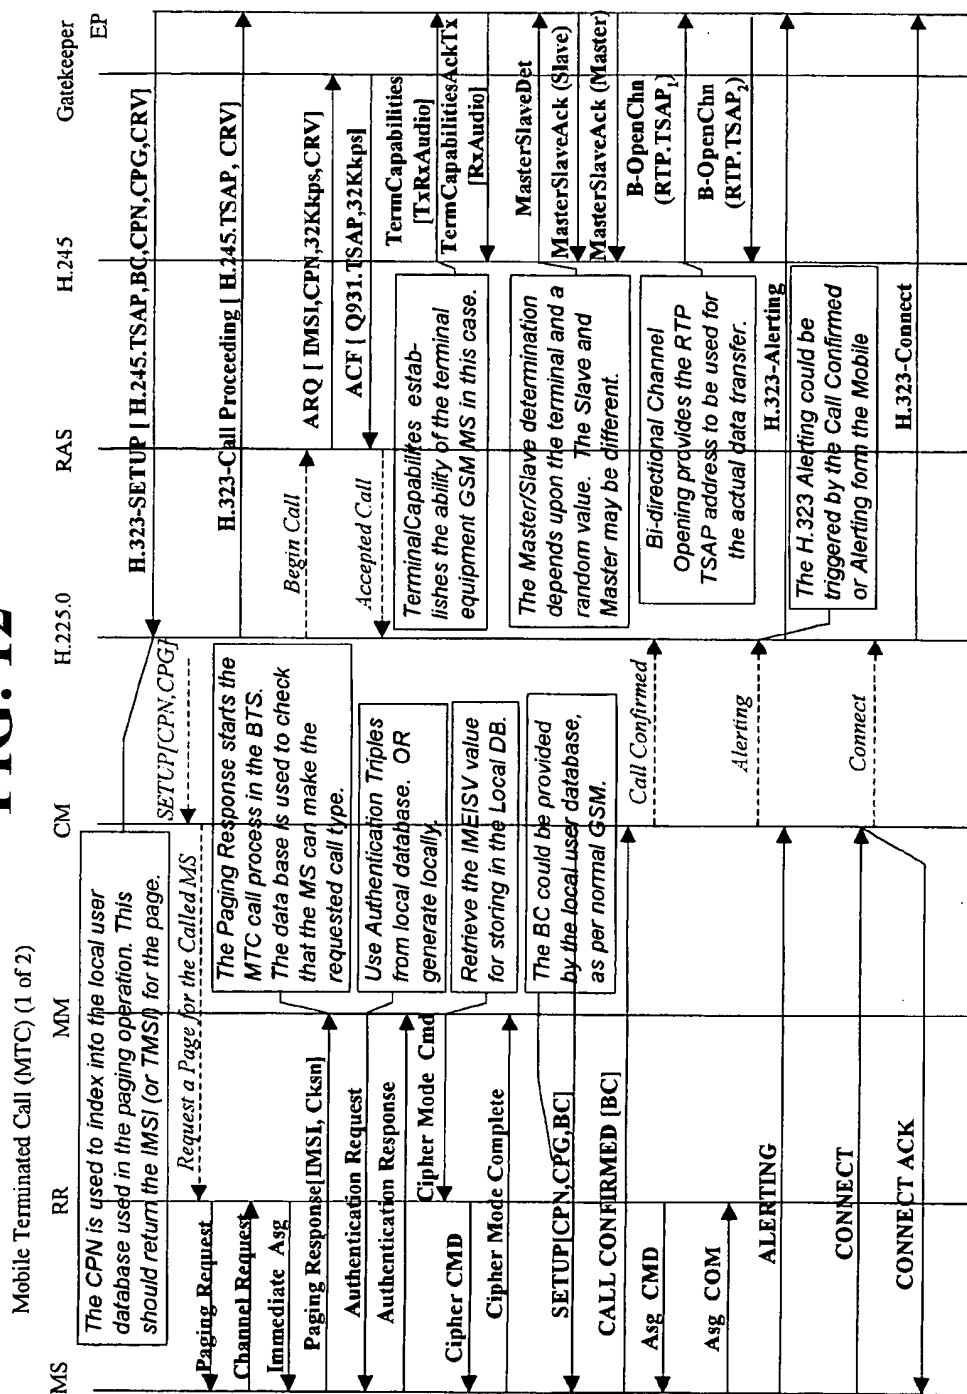 FIG. 12
Mobile Terminated Call (MTC) (1 of 2)
MS
RR
MM
CM
H.225.0
RAS
H.245
Gatekeeper
EP
The CPN is used to index into the local user
database used in the paging operation. This
should return the IMSI (or TMSI) for the page.
H.323-SETUP [ H.245.TSAP,BC,CPN,CPG,CRV]
SETUP[CPN,CPG]
H.323-Call Proceeding [ H.245.TSAP, CRV]
Request a Page for the Called MS
Paging Request
Channel Request
Immediate Asg
Paging Response[IMSI, Cksn]
The Paging Response starts the
MTC call process in the BTS.
The data base is used to check
that the MS can make the
requested call type.
Begin Call
ARQ [ IMSI,CPN,32Kkps,CRV]
ACF [ Q931.TSAP,32Kkps]
Accepted Call
Authentication Request
Authentication Response
Use Authentication Triples
from local database. OR
generate locally.
TermCapabilities
[TxRxAudio]
TermCapabilitiesAckTx
[RxAudio]
TerminalCapabilites estab-
lishes the ability of the terminal
equipment GSM MS in this case.
Cipher Mode Cmd
Cipher CMD
Cipher Mode Complete
Retrieve the IMEISV value
for storing in the Local DB.
MasterSlaveDet
MasterSlaveAck (Slave)
MasterSlaveAck (Master)
The Master/Slave determination
depends upon the terminal and a
random value. The Slave and
Master may be different.
SETUP[CPN,CPG,BC]
The BC could be provided
by the local user database,
as per normal GSM.
CALL CONFIRMED [BC]
Call Confirmed
B-OpenChn
(RTP.TSAP1)
B-OpenChn
(RTP.TSAP2)
Bi-directional Channel
Opening provides the RTP
TSAP address to be used for
the actual data transfer.
Asg CMD
Asg COM
ALERTING
Alerting
H.323-Alerting
The H.323 Alerting could be
triggered by the Call Confirmed
or Alerting form the Mobile
CONNECT
Connect
H.323-Connect
CONNECT ACK